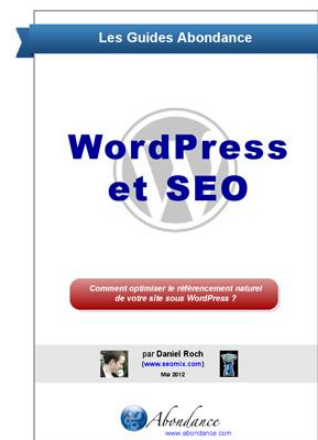 Les Guides Abondance
WordPress
et SEO
Comment optimiser le référencement naturel
de votre site sous WordPress ?
par Daniel Roch
(www.seomix.com)
Mai 2012
Abondance
www.abondance.com